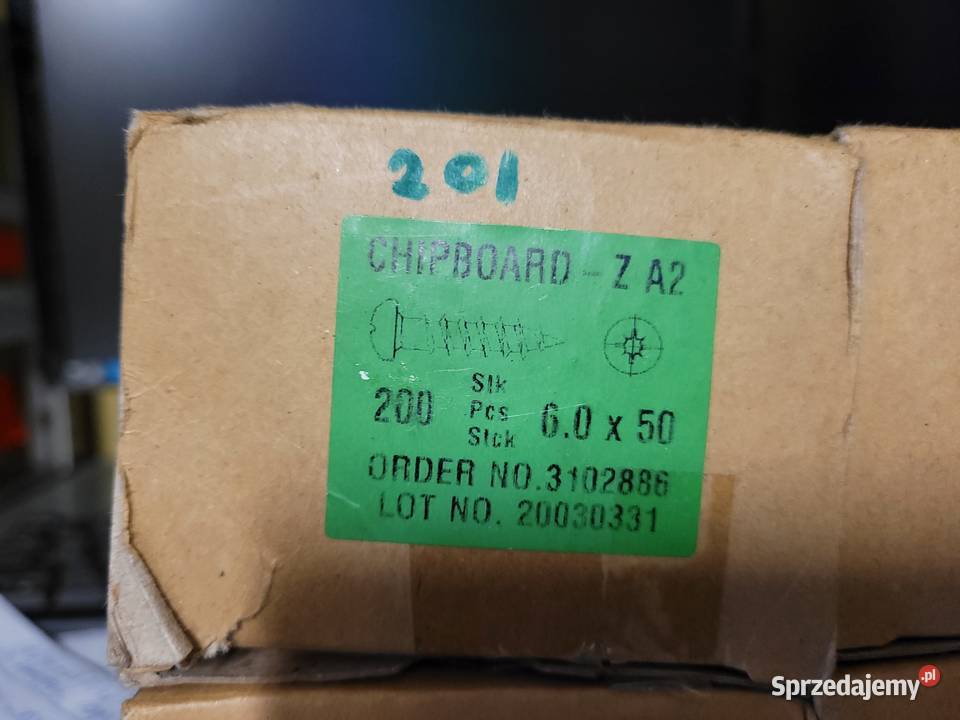 201
CHIPBOARD - Z A2
200 Stk Pcs Stck 6.0 x 50
ORDER NO.3102886
LOT NO. 20030331
Sprzedajemy.pl